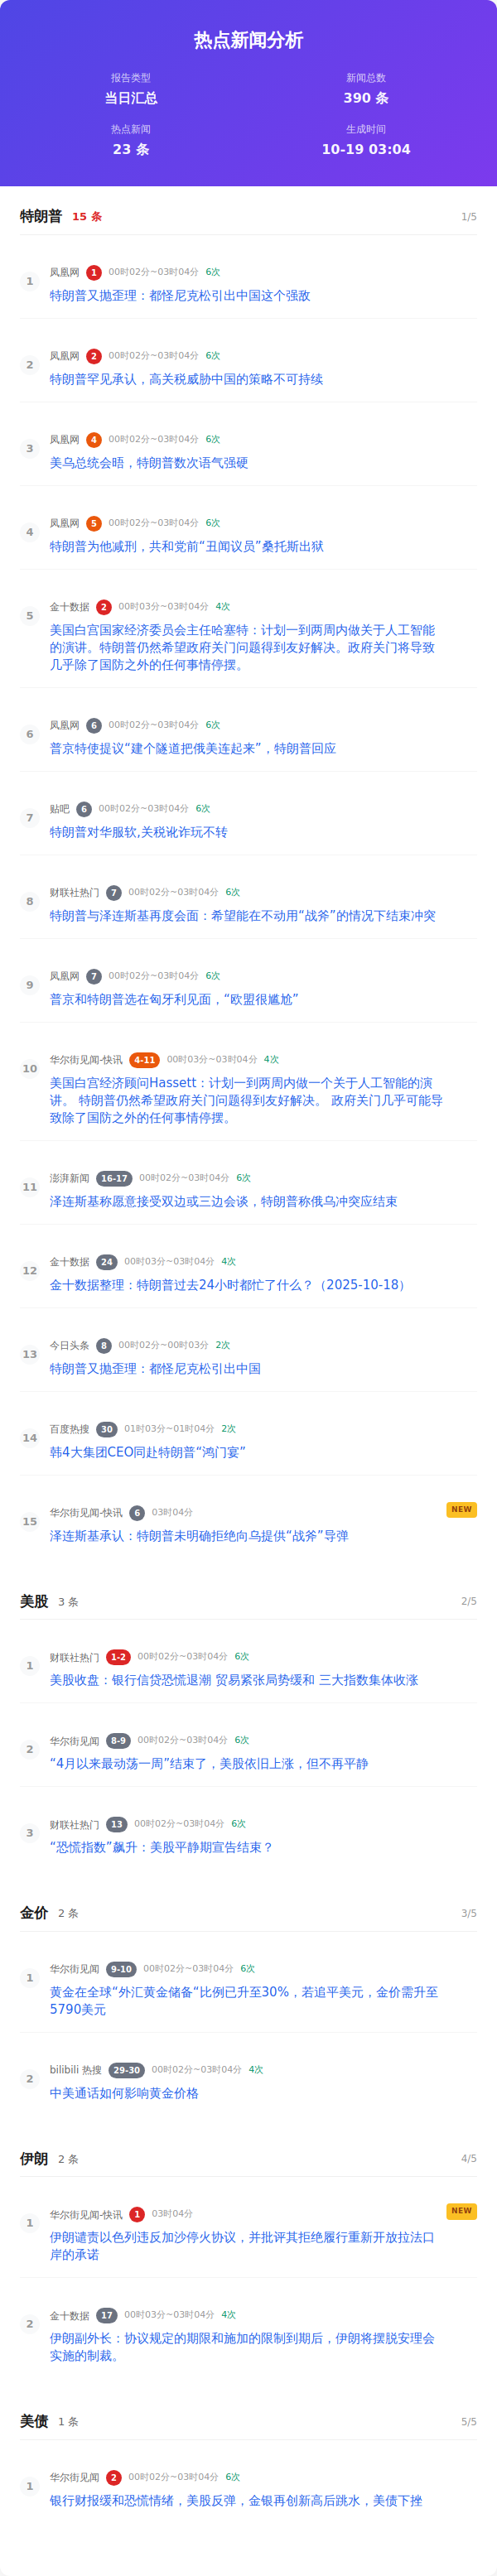 热点新闻分析
报告类型
新闻总数
当日汇总
390 条
热点新闻
生成时间
23 条
10-19 03:04
特朗普 15 条 1/5
1 凤凰网 1 00时02分~03时04分 6次
特朗普又抛歪理：都怪尼克松引出中国这个强敌
2 凤凰网 2 00时02分~03时04分 6次
特朗普罕见承认，高关税威胁中国的策略不可持续
3 凤凰网 4 00时02分~03时04分 6次
美乌总统会晤，特朗普数次语气强硬
4 凤凰网 5 00时02分~03时04分 6次
特朗普为他减刑，共和党前“丑闻议员”桑托斯出狱
5 金十数据 2 00时03分~03时04分 4次
美国白宫国家经济委员会主任哈塞特：计划一到两周内做关于人工智能
的演讲。特朗普仍然希望政府关门问题得到友好解决。政府关门将导致
几乎除了国防之外的任何事情停摆。
6 凤凰网 6 00时02分~03时04分 6次
普京特使提议“建个隧道把俄美连起来”，特朗普回应
7 贴吧 6 00时02分~03时04分 6次
特朗普对华服软,关税讹诈玩不转
8 财联社热门 7 00时02分~03时04分 6次
特朗普与泽连斯基再度会面：希望能在不动用“战斧”的情况下结束冲突
9 凤凰网 7 00时02分~03时04分 6次
普京和特朗普选在匈牙利见面，“欧盟很尴尬”
10 华尔街见闻-快讯 4-11 00时03分~03时04分 4次
美国白宫经济顾问Hassett：计划一到两周内做一个关于人工智能的演
讲。 特朗普仍然希望政府关门问题得到友好解决。 政府关门几乎可能导
致除了国防之外的任何事情停摆。
11 澎湃新闻 16-17 00时02分~03时04分 6次
泽连斯基称愿意接受双边或三边会谈，特朗普称俄乌冲突应结束
12 金十数据 24 00时03分~03时04分 4次
金十数据整理：特朗普过去24小时都忙了什么？（2025-10-18）
13 今日头条 8 00时02分~00时03分 2次
特朗普又抛歪理：都怪尼克松引出中国
14 百度热搜 30 01时03分~01时04分 2次
韩4大集团CEO同赴特朗普“鸿门宴”
15 华尔街见闻-快讯 6 03时04分 NEW
泽连斯基承认：特朗普未明确拒绝向乌提供“战斧”导弹
美股 3 条 2/5
1 财联社热门 1-2 00时02分~03时04分 6次
美股收盘：银行信贷恐慌退潮 贸易紧张局势缓和 三大指数集体收涨
2 华尔街见闻 8-9 00时02分~03时04分 6次
“4月以来最动荡一周”结束了，美股依旧上涨，但不再平静
3 财联社热门 13 00时02分~03时04分 6次
“恐慌指数”飙升：美股平静期宣告结束？
金价 2 条 3/5
1 华尔街见闻 9-10 00时02分~03时04分 6次
黄金在全球“外汇黄金储备”比例已升至30%，若追平美元，金价需升至
5790美元
2 bilibili 热搜 29-30 00时02分~03时04分 4次
中美通话如何影响黄金价格
伊朗 2 条 4/5
1 华尔街见闻-快讯 1 03时04分 NEW
伊朗谴责以色列违反加沙停火协议，并批评其拒绝履行重新开放拉法口
岸的承诺
2 金十数据 17 00时03分~03时04分 4次
伊朗副外长：协议规定的期限和施加的限制到期后，伊朗将摆脱安理会
实施的制裁。
美债 1 条 5/5
1 华尔街见闻 2 00时02分~03时04分 6次
银行财报缓和恐慌情绪，美股反弹，金银再创新高后跳水，美债下挫